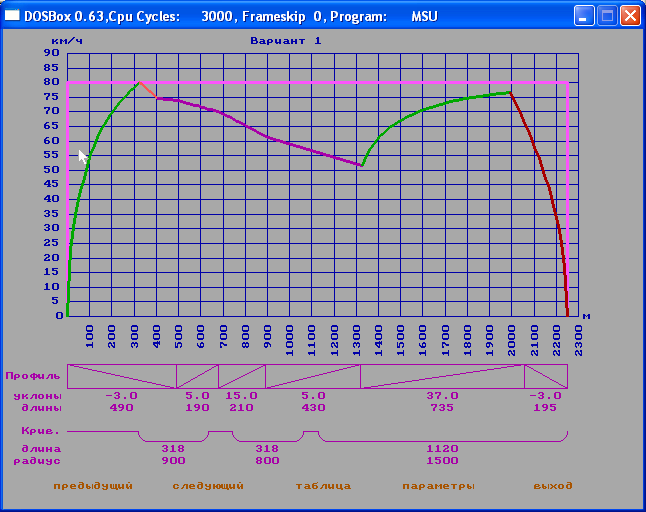 DOSBox 0.63,Cpu Cycles: 3000, Frameskip 0, Program: MSU
км/ч Вариант 1
90
85
80
75
70
65
60
55
50
45
40
35
30
25
20
15
10
5
0 м
100 200 300 400 500 600 700 800 900 1000 1100 1200 1300 1400 1500 1600 1700 1800 1900 2000 2100 2200 2300
Профиль
уклоны -3.0 5.0 15.0 5.0 37.0 -3.0
длины 490 190 210 430 735 195
Крив.
длина 318 318 1120
радиус 900 800 1500
предыдущий следующий таблица параметры выход